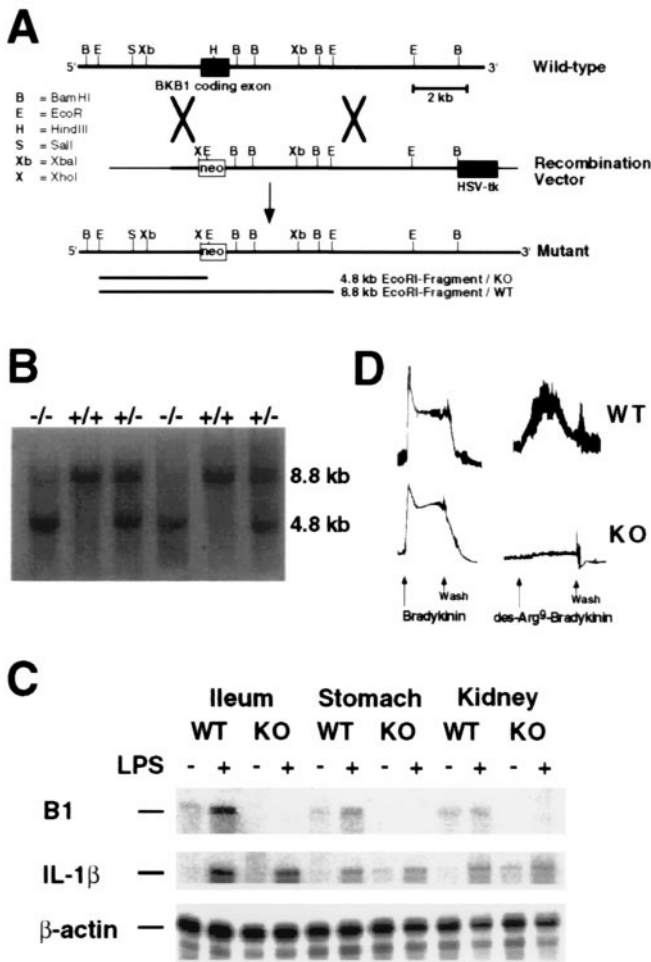 A
B E S Xb H B B Xb B E E B
5' 3' Wild-type
BKB1 coding exon
2 kb
B = BamHI
E = EcoR
H = HindIII
S = SalI
Xb = XbaI
X = XhoI
X E B B Xb B E E B
neo
HSV-tk
Recombination
Vector
B E S Xb X E B B Xb B E E B
5' neo 3' Mutant
4.8 kb EcoRI-Fragment / KO
8.8 kb EcoRI-Fragment / WT
B
-/- +/+ +/- -/- +/+ +/-
8.8 kb
4.8 kb
D
WT
KO
Wash Wash
Bradykinin des-Arg⁹-Bradykinin
C
Ileum Stomach Kidney
WT KO WT KO WT KO
LPS - + - + - + - + - + - +
B1
IL-1β
β-actin